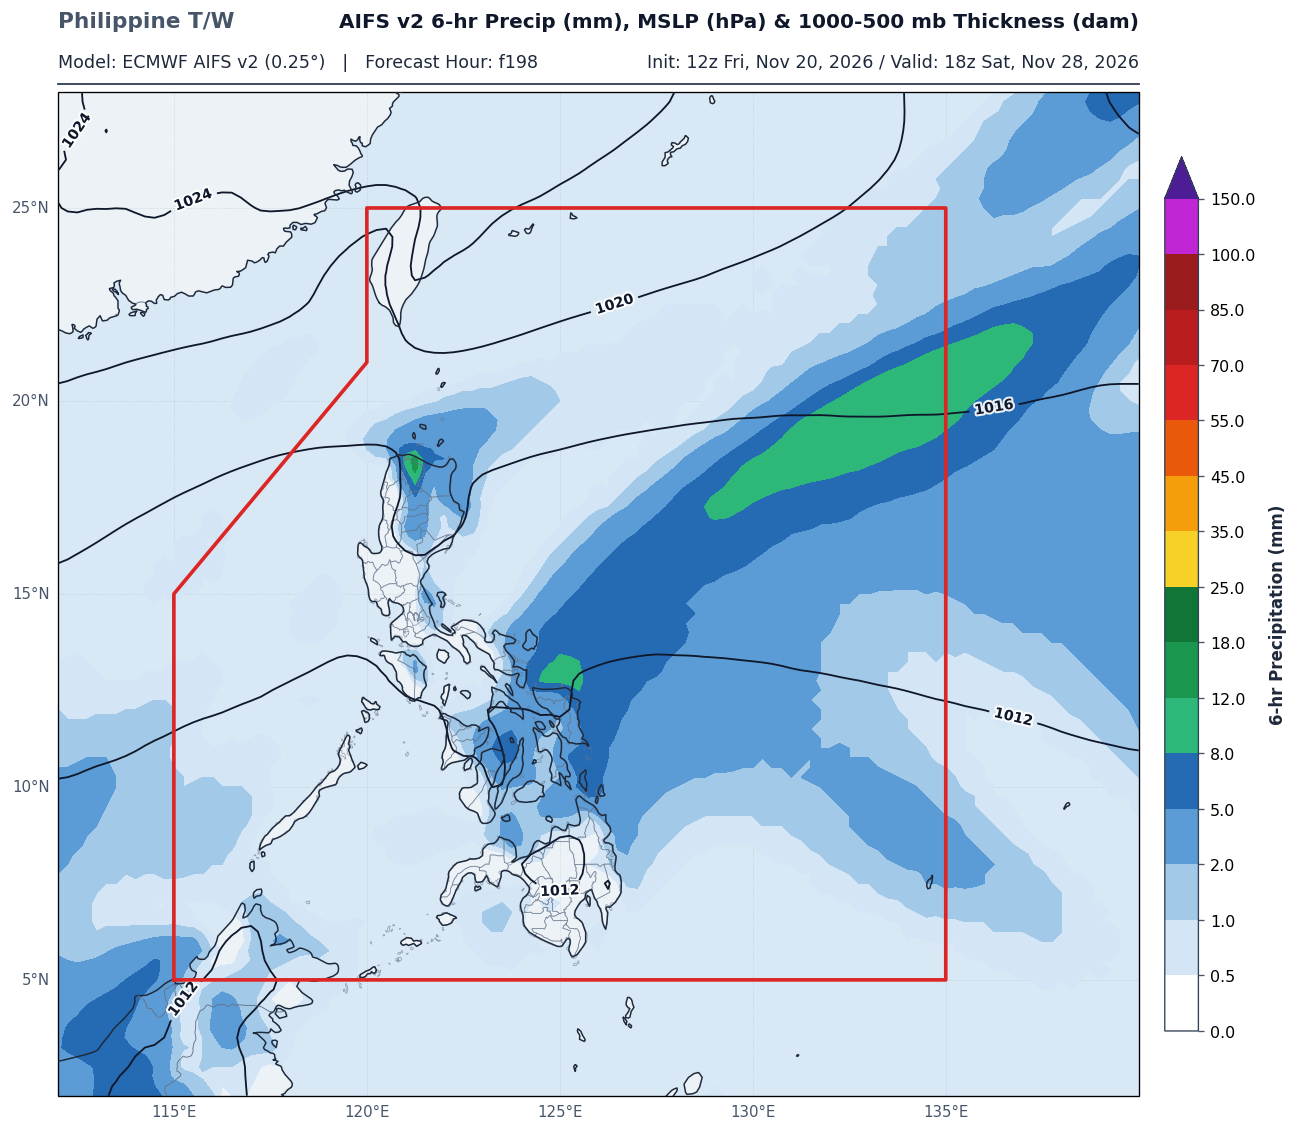 Philippine T/W
AIFS v2 6-hr Precip (mm), MSLP (hPa) & 1000-500 mb Thickness (dam)
Model: ECMWF AIFS v2 (0.25°)   |   Forecast Hour: f198
Init: 12z Fri, Nov 20, 2026 / Valid: 18z Sat, Nov 28, 2026
1024
1024
1020
1016
1012
1012
1012
25°N
20°N
15°N
10°N
5°N
115°E
120°E
125°E
130°E
135°E
150.0
100.0
85.0
70.0
55.0
45.0
35.0
25.0
18.0
12.0
8.0
5.0
2.0
1.0
0.5
0.0
6-hr Precipitation (mm)